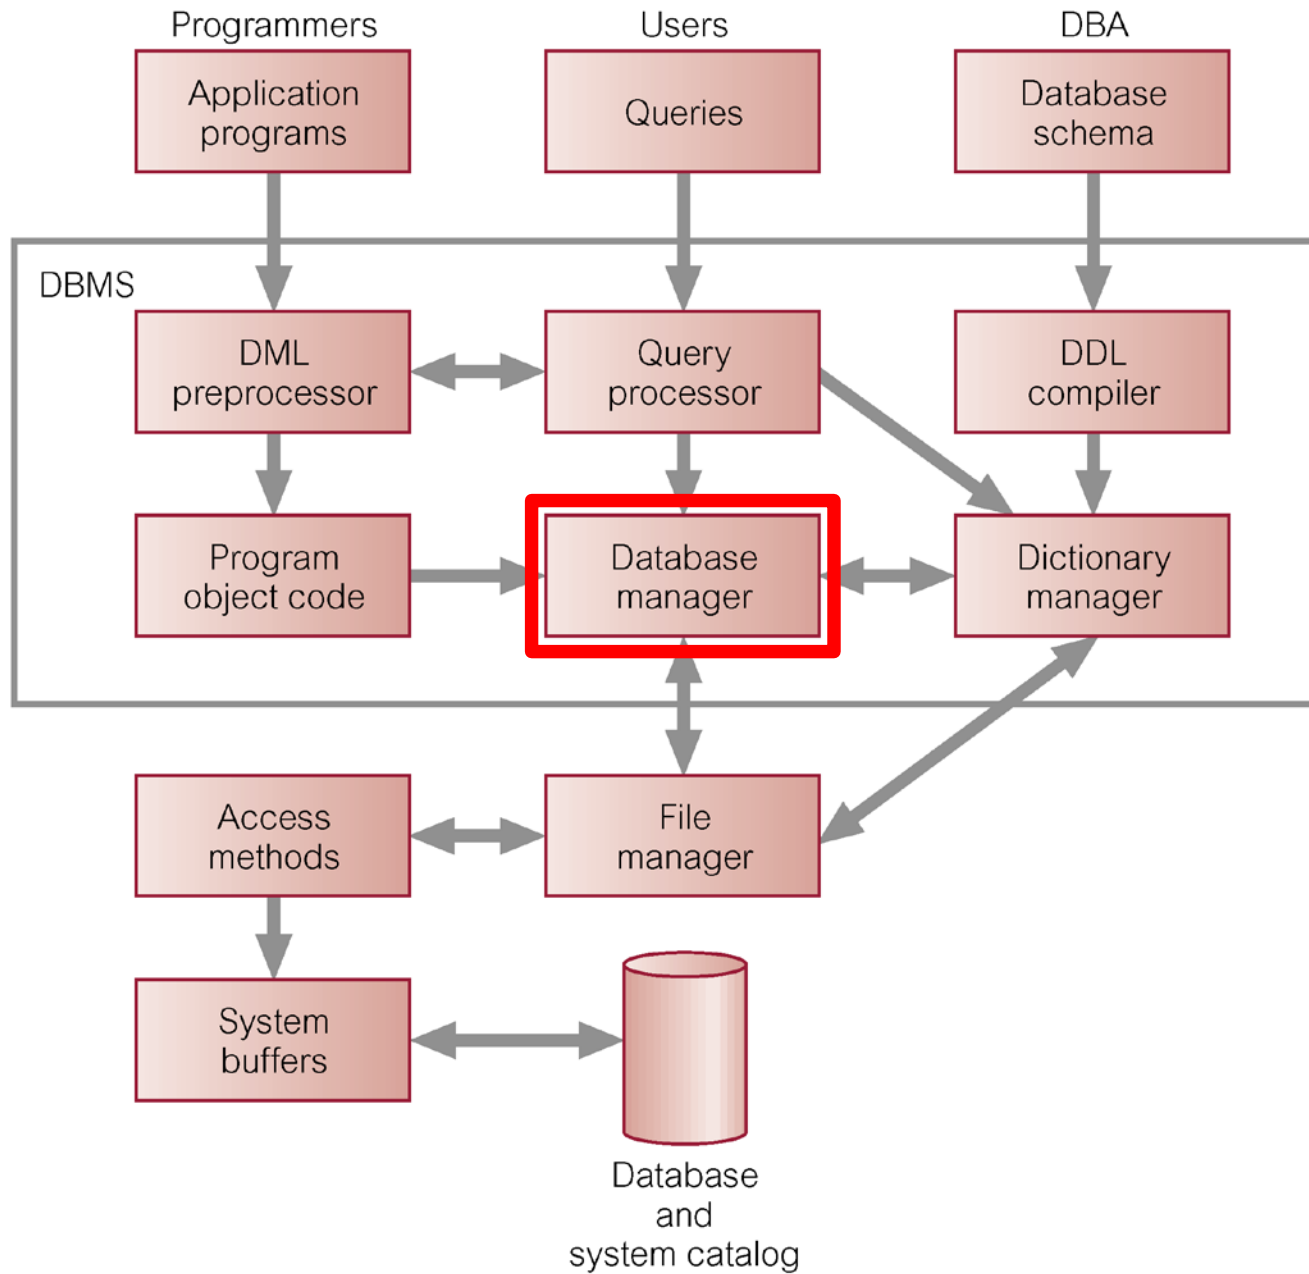 Programmers
Users
DBA
Application
programs
Queries
Database
schema
DBMS
DML
preprocessor
Query
processor
DDL
compiler
Program
object code
Database
manager
Dictionary
manager
Access
methods
File
manager
System
buffers
Database
and
system catalog